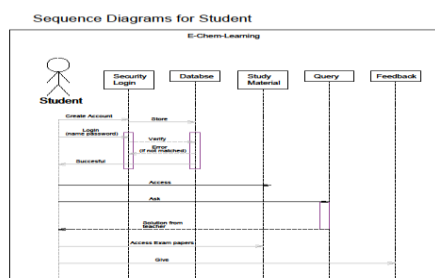 Sequence Diagrams for Student
E-Chem-Learning
Security
Login
Databse
Study
Material
Query
Feedback
Student
Create Account
Store
Login
(name password)
Verify
Error
(if not matched)
Succesful
Access
Ask
Solution from
teacher
Access Exam papers
Give